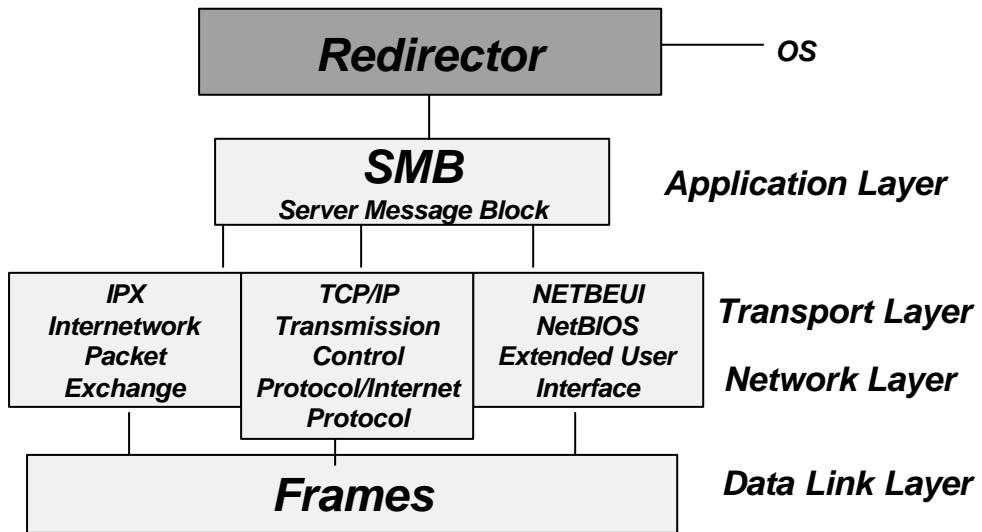 Redirector
OS
SMB
Server Message Block
Application Layer
IPX
Internetwork
Packet
Exchange
TCP/IP
Transmission
Control
Protocol/Internet
Protocol
NETBEUI
NetBIOS
Extended User
Interface
Transport Layer
Network Layer
Frames
Data Link Layer